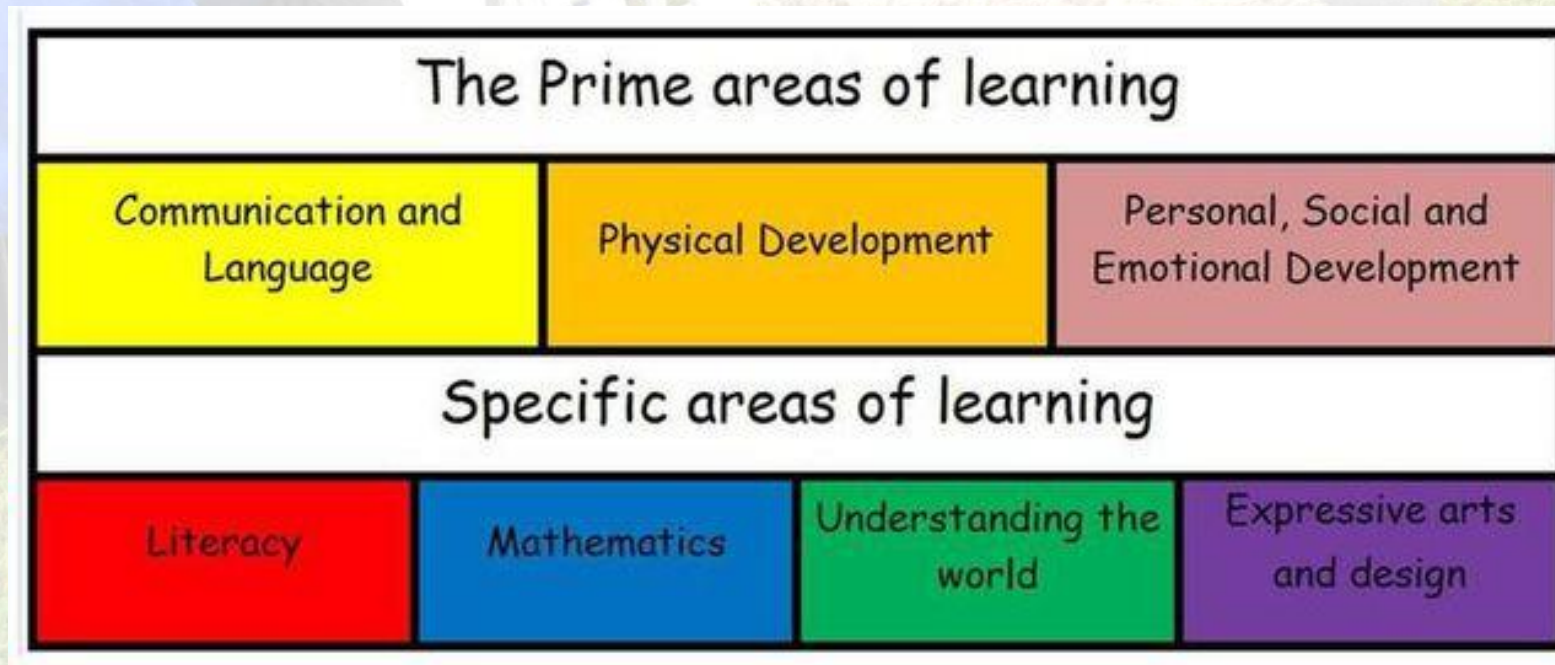 The Prime areas of learning
Communication and
Language
Physical Development
Personal, Social and
Emotional Development
Specific areas of learning
Literacy
Mathematics
Understanding the
world
Expressive arts
and design